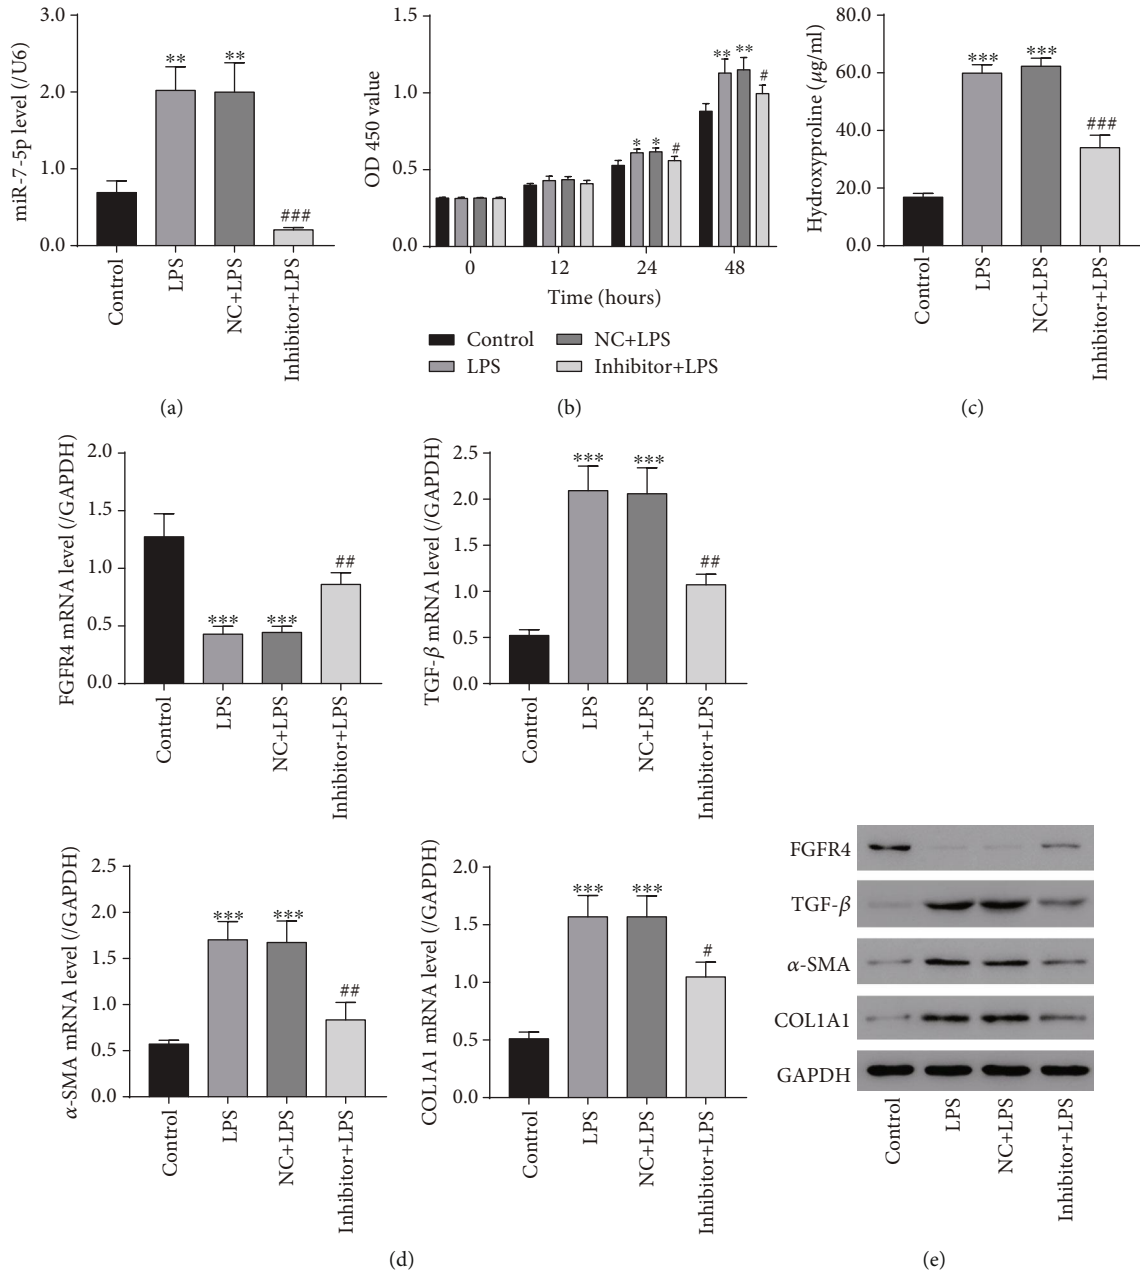 miR-7-5p level (/U6)
3.0
2.0
1.0
0.0
**
**
###
Control
LPS
NC+LPS
Inhibitor+LPS
(a)
OD 450 value
1.5
1.0
0.5
0.0
*
*
#
**
**
#
0
12
24
48
Time (hours)
Control
NC+LPS
LPS
Inhibitor+LPS
(b)
Hydroxyproline (μg/ml)
80.0
60.0
40.0
20.0
0.0
***
***
###
Control
LPS
NC+LPS
Inhibitor+LPS
(c)
FGFR4 mRNA level (/GAPDH)
2.0
1.5
1.0
0.5
0.0
***
***
##
Control
LPS
NC+LPS
Inhibitor+LPS
TGF-β mRNA level (/GAPDH)
2.5
2.0
1.5
1.0
0.5
0.0
***
***
##
Control
LPS
NC+LPS
Inhibitor+LPS
α-SMA mRNA level (/GAPDH)
2.5
2.0
1.5
1.0
0.5
0.0
***
***
##
Control
LPS
NC+LPS
Inhibitor+LPS
COL1A1 mRNA level (/GAPDH)
2.0
1.5
1.0
0.5
0.0
***
***
#
Control
LPS
NC+LPS
Inhibitor+LPS
(d)
FGFR4
TGF-β
α-SMA
COL1A1
GAPDH
Control
LPS
NC+LPS
Inhibitor+LPS
(e)